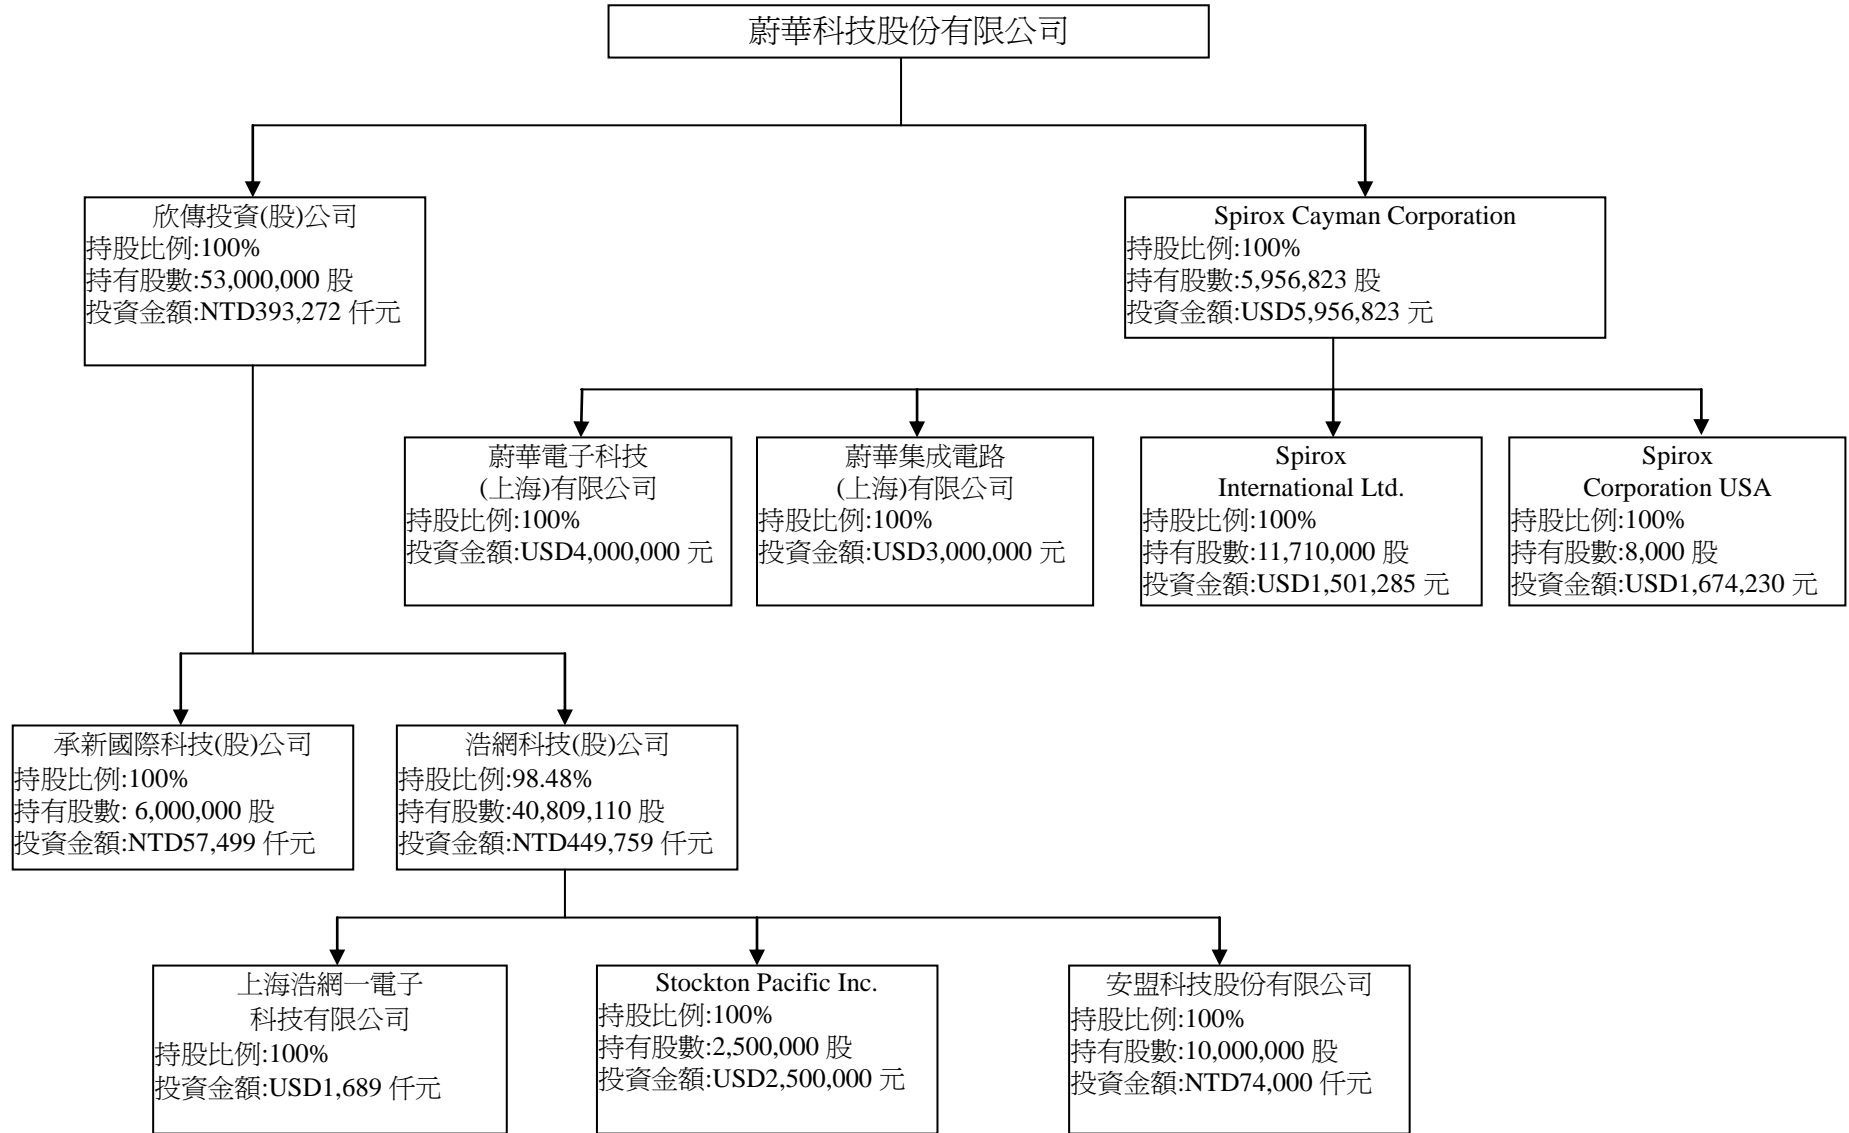 蔚華科技股份有限公司
欣傳投資(股)公司
持股比例:100%
持有股數:53,000,000 股
投資金額:NTD393,272 仟元
Spirox Cayman Corporation
持股比例:100%
持有股數:5,956,823 股
投資金額:USD5,956,823 元
蔚華電子科技
(上海)有限公司
持股比例:100%
投資金額:USD4,000,000 元
蔚華集成電路
(上海)有限公司
持股比例:100%
投資金額:USD3,000,000 元
Spirox
International Ltd.
持股比例:100%
持有股數:11,710,000 股
投資金額:USD1,501,285 元
Spirox
Corporation USA
持股比例:100%
持有股數:8,000 股
投資金額:USD1,674,230 元
承新國際科技(股)公司
持股比例:100%
持有股數: 6,000,000 股
投資金額:NTD57,499 仟元
浩網科技(股)公司
持股比例:98.48%
持有股數:40,809,110 股
投資金額:NTD449,759 仟元
上海浩網一電子
科技有限公司
持股比例:100%
投資金額:USD1,689 仟元
Stockton Pacific Inc.
持股比例:100%
持有股數:2,500,000 股
投資金額:USD2,500,000 元
安盟科技股份有限公司
持股比例:100%
持有股數:10,000,000 股
投資金額:NTD74,000 仟元